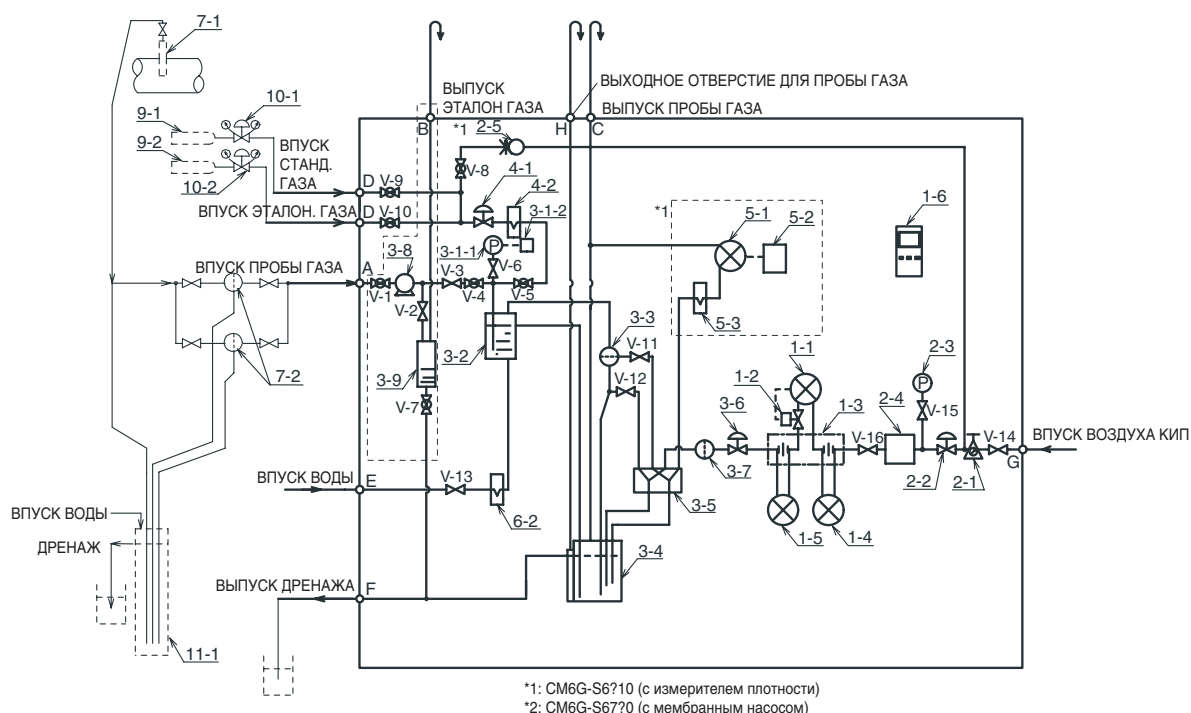 7-1
ВЫПУСК
ЭТАЛОН ГАЗА
ВЫХОДНОЕ ОТВЕРСТИЕ ДЛЯ ПРОБЫ ГАЗА
ВЫПУСК ПРОБЫ ГАЗА
10-1
9-1
9-2
10-2
ВПУСК
СТАНД.
ГАЗА
B
*1
2-5
H
C
V-8
D
V-9
ВПУСК ЭТАЛОН. ГАЗА
D
V-10
4-1
4-2
3-1-2
3-1-1
P
V-6
*1
5-1
5-2
5-3
1-6
ВПУСК ПРОБЫ ГАЗА
A
3-8
V-1
V-2
V-3
V-4
V-5
7-2
3-9
V-7
3-2
3-3
V-11
V-12
1-1
1-2
1-3
2-3
P
2-4
V-15
3-6
3-7
V-16
V-14
ВПУСК ВОЗДУХА КИП
G
2-2
2-1
ВПУСК ВОДЫ
E
V-13
6-2
3-5
1-5
1-4
ВПУСК ВОДЫ
ДРЕНАЖ
3-4
ВЫПУСК ДРЕНАЖА
F
11-1
*1: CM6G-S6?10 (с измерителем плотности)
*2: CM6G-S67?0 (с мембранным насосом)